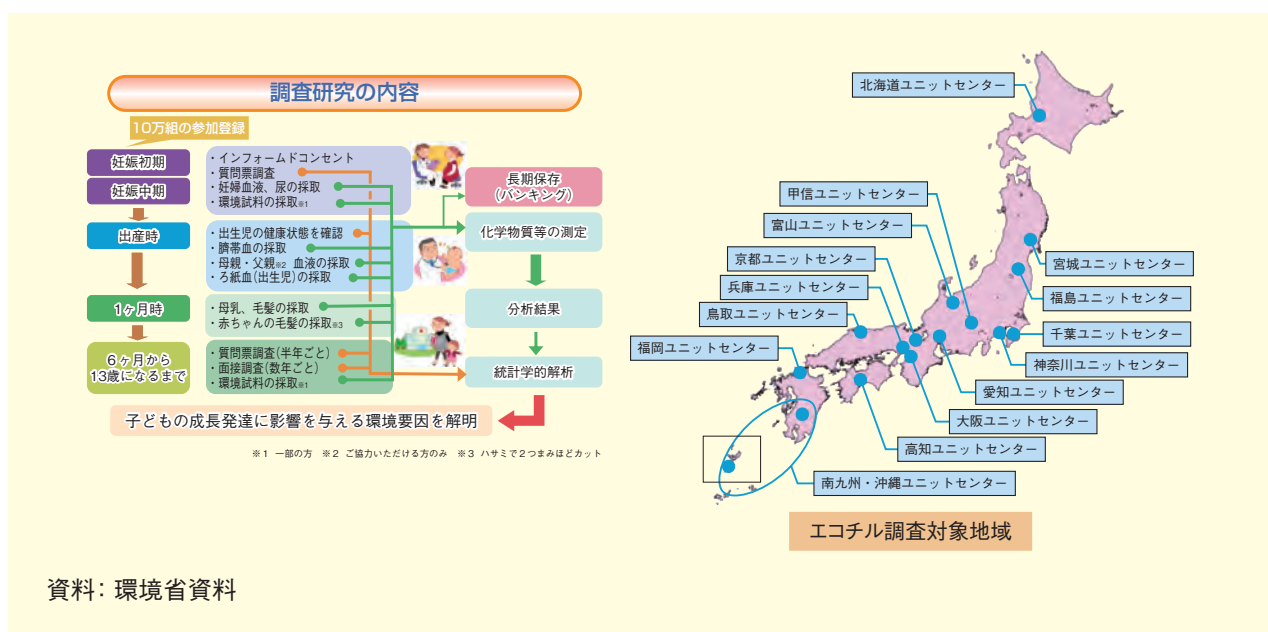 調査研究の内容
10万組の参加登録
妊娠初期
妊娠中期
・インフォームドコンセント
・質問票調査
・妊婦血液、尿の採取
・環境試料の採取※1
出産時
・出生児の健康状態を確認
・臍帯血の採取
・母親・父親※2 血液の採取
・ろ紙血(出生児)の採取
1ヶ月時
・母乳、毛髪の採取
・赤ちゃんの毛髪の採取※3
6ヶ月から
13歳になるまで
・質問票調査(半年ごと)
・面接調査(数年ごと)
・環境試料の採取※1
長期保存
(バンキング)
化学物質等の測定
分析結果
統計学的解析
子どもの成長発達に影響を与える環境要因を解明
※1 一部の方 ※2 ご協力いただける方のみ ※3 ハサミで2つまみほどカット
北海道ユニットセンター
甲信ユニットセンター
富山ユニットセンター
京都ユニットセンター
兵庫ユニットセンター
鳥取ユニットセンター
福岡ユニットセンター
宮城ユニットセンター
福島ユニットセンター
千葉ユニットセンター
神奈川ユニットセンター
愛知ユニットセンター
大阪ユニットセンター
高知ユニットセンター
南九州・沖縄ユニットセンター
エコチル調査対象地域
資料：環境省資料